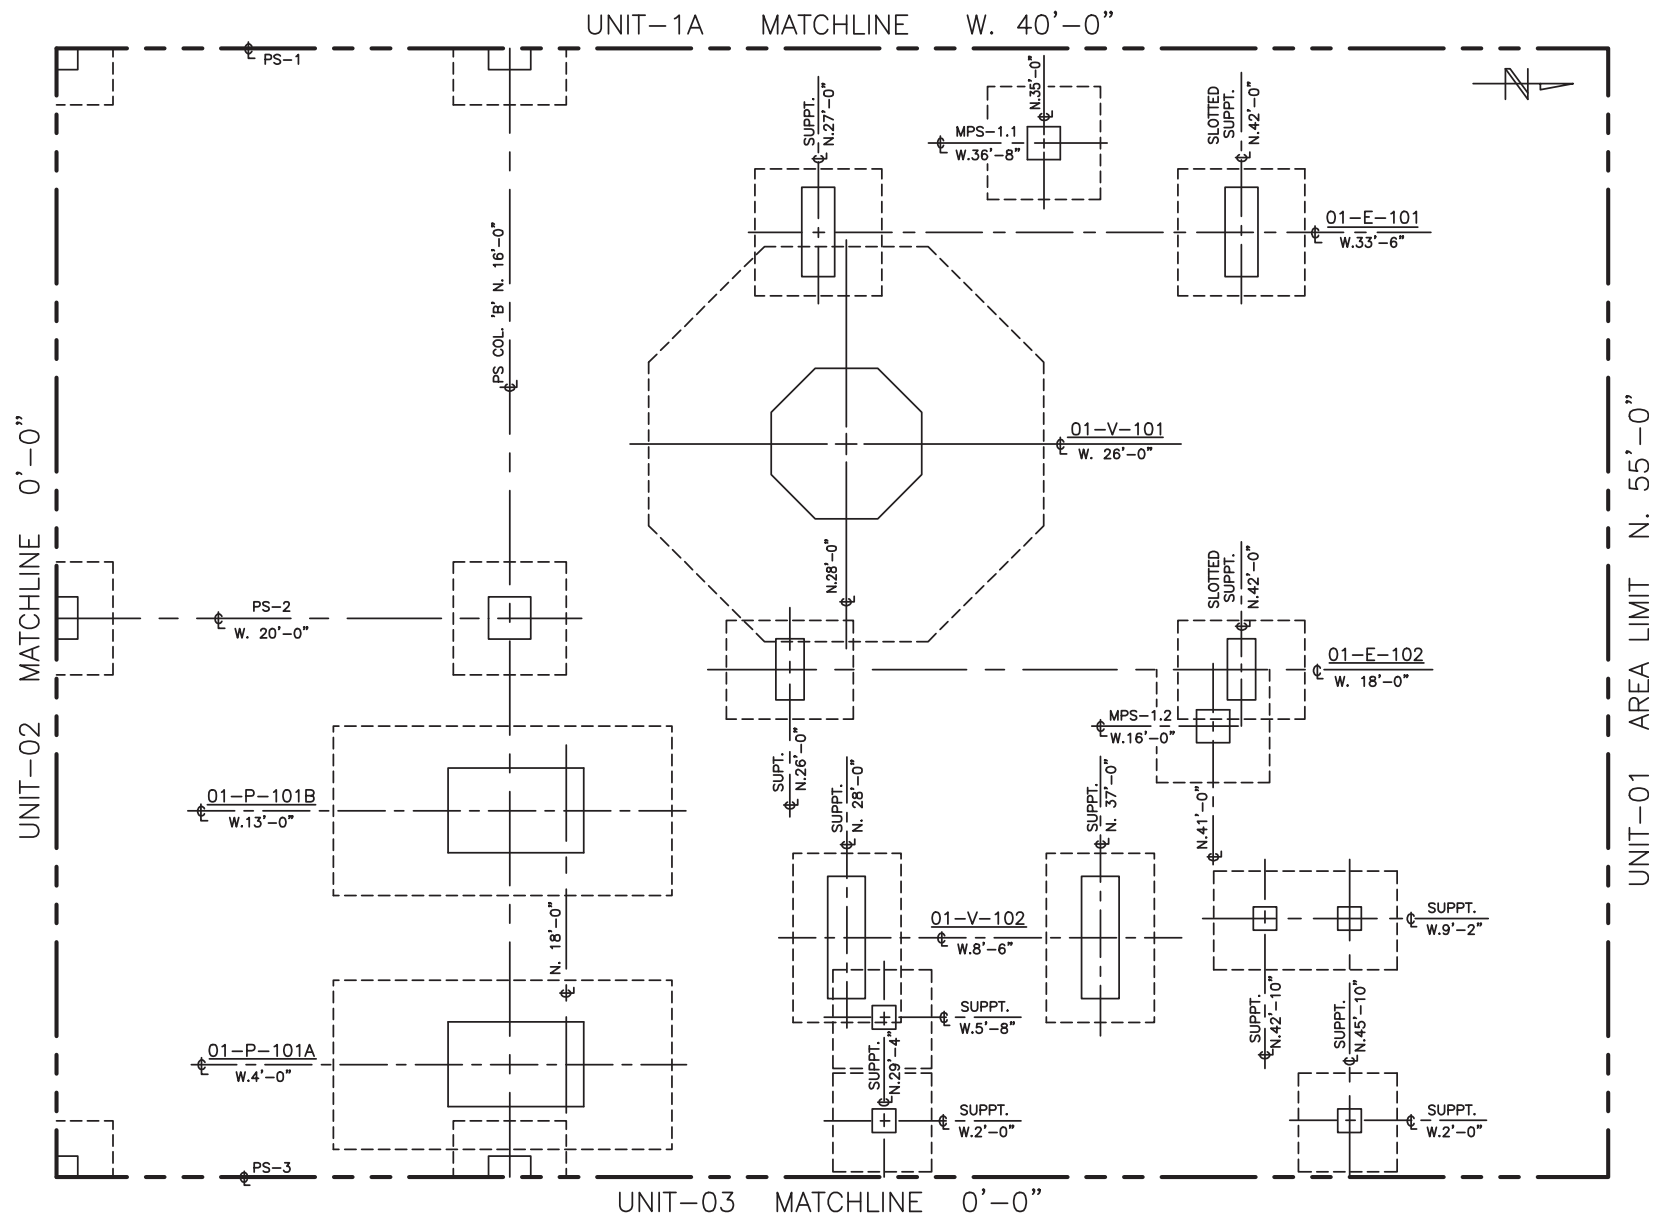 UNIT-1A MATCHLINE W. 40'-0"
PS-1
N
SUPPT.
N.27'-0"
N.35'-0"
MPS-1.1
W.36'-8"
SLOTTED
SUPPT.
N.42'-0"
01-E-101
W.33'-6"
PS COL. 'B' N. 16'-0"
01-V-101
W. 26'-0"
N.28'-0"
UNIT-02 MATCHLINE 0'-0"
UNIT-01 AREA LIMIT N. 55'-0"
PS-2
W. 20'-0"
SLOTTED
SUPPT.
N.42'-0"
01-E-102
W. 18'-0"
MPS-1.2
W.16'-0"
SUPT.
N.26'-0"
SUPPT.
N. 28'-0"
SUPPT.
N. 37'-0"
N.41'-0"
01-P-101B
W.13'-0"
N. 18'-0"
01-V-102
W.8'-6"
SUPPT.
W.9'-2"
SUPPT.
N.42'-10"
SUPPT.
N.45'-10"
SUPPT.
W.5'-8"
SUPPT.
N.29'-4"
01-P-101A
W.4'-0"
SUPPT.
W.2'-0"
SUPPT.
W.2'-0"
PS-3
UNIT-03 MATCHLINE 0'-0"